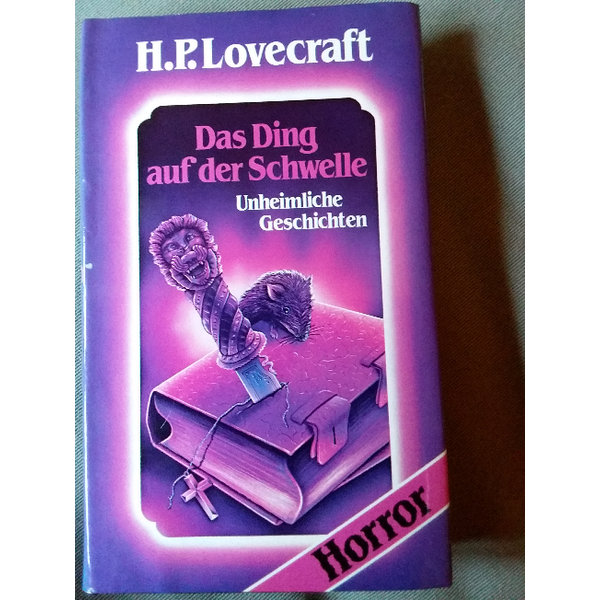 H.P. Lovecraft
Das Ding
auf der Schwelle
Unheimliche
Geschichten
Horror